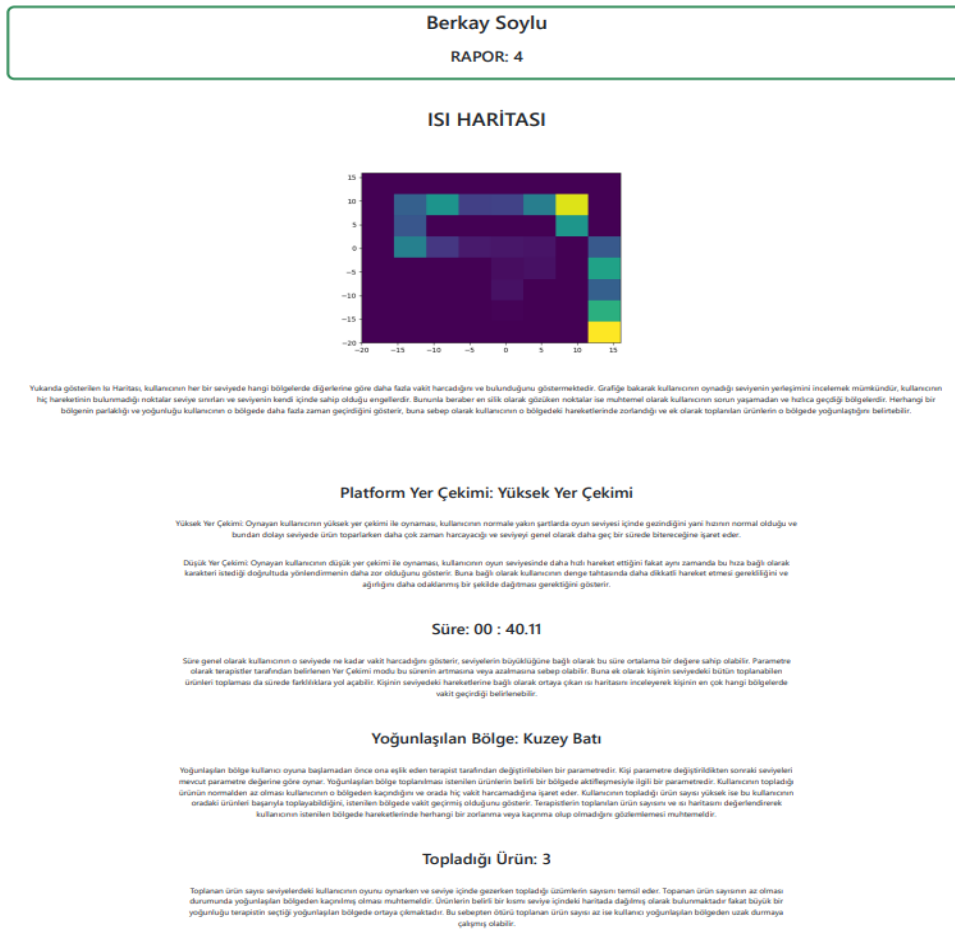 Berkay Soylu
RAPOR: 4
ISI HARİTASI
15
10
5
0
−5
−10
−15
−20
−20 −15 −10 −5 0 5 10 15
Yukarıda gösterilen Isı Haritası, kullanıcının her bir seviyede hangi bölgelerde diğerlerine göre daha fazla vakit harcadığını ve bulunduğunu göstermektedir. Grafiğe bakarak kullanıcının oynadığı seviyenin yerleşimini incelemek mümkündür, kullanıcının
hiç hareketinin bulunmadığı noktalar seviye sınırları ve seviyenin kendi içinde sahip olduğu engellerdir. Bununla beraber en silik olarak gözüken noktalar ise muhtemel olarak kullanıcının sorun yaşamadan ve hızlıca geçdiği bölgelerdir. Herhangi bir
bölgenin parlaklığı ve yoğunluğu kullanıcının o bölgede daha fazla zaman geçirdiğini gösterir, buna sebep olarak kullanıcının o bölgedeki hareketlerinde zorlandığı ve ek olarak toplanılan ürünlerin o bölgede yoğunlaştığını belirtebilir.
Platform Yer Çekimi: Yüksek Yer Çekimi
Yüksek Yer Çekimi: Oynayan kullanıcının yüksek yer çekimi ile oynaması, kullanıcının normale yakın şartlarda oyun seviyesi içinde gezindiğini yani hızının normal olduğu ve
bundan dolayı seviyede ürün toparlarken daha çok zaman harcayacığı ve seviyeyi genel olarak daha geç bir sürede bitereceğine işaret eder.
Düşük Yer Çekimi: Oynayan kullanıcının düşük yer çekimi ile oynaması, kullanıcının oyun seviyesinde daha hızlı hareket ettiğini fakat aynı zamanda bu hıza bağlı olarak
karakteri istediği doğrultuda yönlendirmenin daha zor olduğunu gösterir. Buna bağlı olarak kullanıcının denge tahtasında daha dikkatli hareket etmesi gerekliliğini ve
ağırlığını daha odaklanmış bir şekilde dağıtması gerektiğini gösterir.
Süre: 00 : 40.11
Süre genel olarak kullanıcının o seviyede ne kadar vakit harcadığını gösterir, seviyelerin büyüklüğüne bağlı olarak bu süre ortalama bir değere sahip olabilir. Parametre
olarak terapistler tarafından belirlenen Yer Çekimi modu bu sürenin artmasına veya azalmasına sebep olabilir. Buna ek olarak kişinin seviyedeki bütün toplanabilen
ürünleri toplaması da sürede farklılıklara yol açabilir. Kişinin seviyedeki hareketlerine bağlı olarak ortaya çıkan ısı haritasını inceleyerek kişinin en çok hangi bölgelerde
vakit geçirdiği belirlenebilir.
Yoğunlaşılan Bölge: Kuzey Batı
Yoğunlaşılan bölge kullanıcı oyuna başlamadan önce ona eşlik eden terapist tarafından değiştirilebilen bir parametredir. Kişi parametre değiştirildikten sonraki seviyeleri
mevcut parametre değerine göre oynar. Yoğunlaşılan bölge toplanılması istenilen ürünlerin belirli bir bölgede aktifleşmesiyle ilgili bir parametredir. Kullanıcının topladığı
ürünün normalden az olması kullanıcının o bölgeden kaçındığını ve orada hiç vakit harcamadığına işaret eder. Kullanıcının topladığı ürün sayısı yüksek ise bu kullanıcının
oradaki ürünleri başarıyla toplayabildiğini, istenilen bölgede vakit geçirmiş olduğunu gösterir. Terapistlerin toplanılan ürün sayısını ve ısı haritasını değerlendirerek
kullanıcının istenilen bölgede hareketlerinde herhangi bir zorlanma veya kaçınma olup olmadığını gözlemlemesi muhtemeldir.
Topladığı Ürün: 3
Toplanan ürün sayısı seviyelerdeki kullanıcının oyunu oynarken ve seviye içinde gezerken topladığı üzümlerin sayısını temsil eder. Topanan ürün sayısının az olması
durumunda yoğunlaşılan bölgeden kaçınılmış olması muhtemeldir. Ürünlerin belirli bir kısmı seviye içindeki haritada dağılmış olarak bulunmaktadır fakat büyük bir
yoğunluğu terapistin seçtiği yoğunlaşılan bölgede ortaya çıkmaktadır. Bu sebepten ötürü toplanan ürün sayısı az ise kullanıcı yoğunlaşılan bölgeden uzak durmaya
çalışmış olabilir.